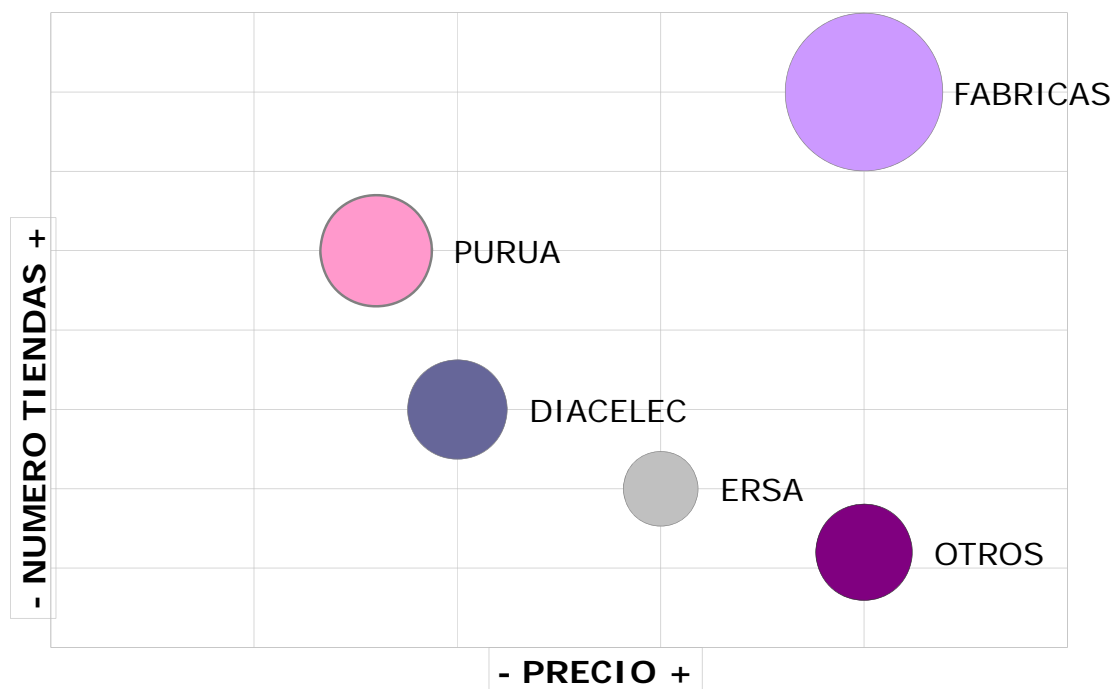 FABRICAS
PURUA
DIACELEC
ERSA
OTROS
- NUMERO TIENDAS +
- PRECIO +